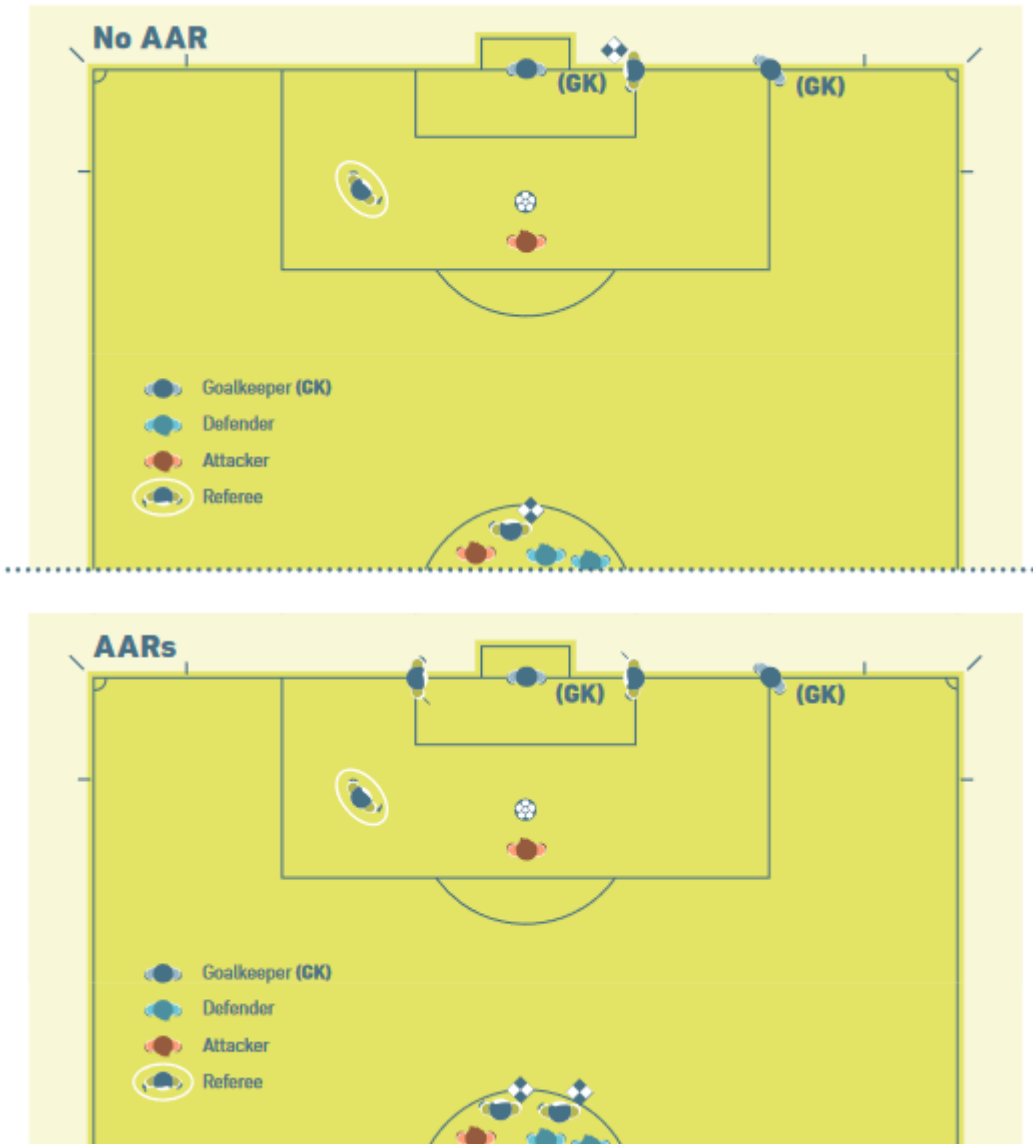 No AAR
(GK)
(GK)
Goalkeeper (GK)
Defender
Attacker
Referee
AARs
(GK)
(GK)
Goalkeeper (GK)
Defender
Attacker
Referee